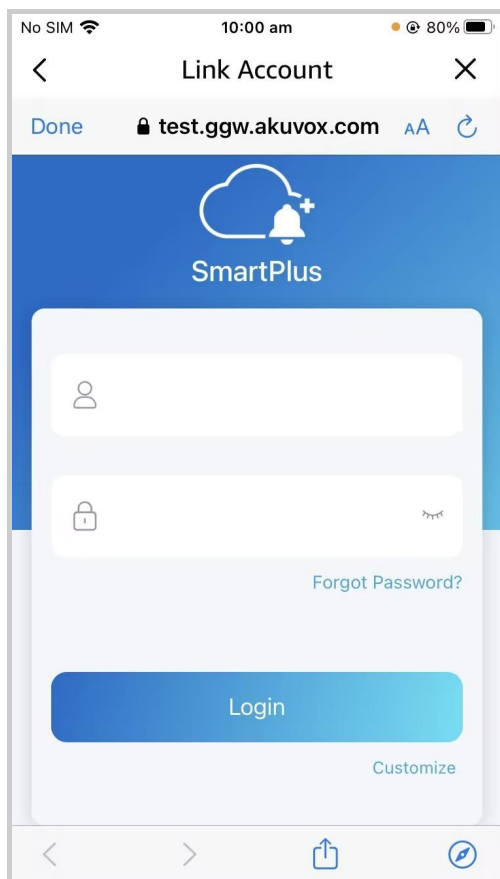 No SIM 10:00 am 80%
Link Account
Done test.ggw.akuvox.com AA
SmartPlus
Forgot Password?
Login
Customize